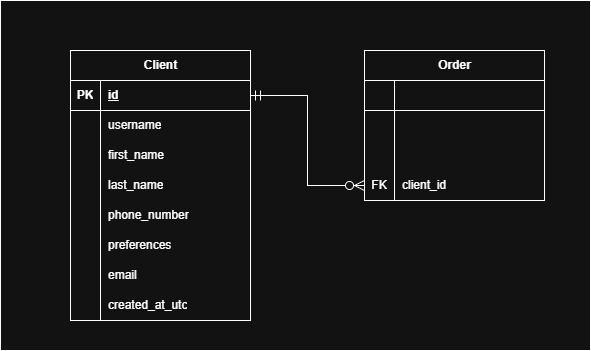 Client
PK id
username
first_name
last_name
phone_number
preferences
email
created_at_utc
Order
FK client_id